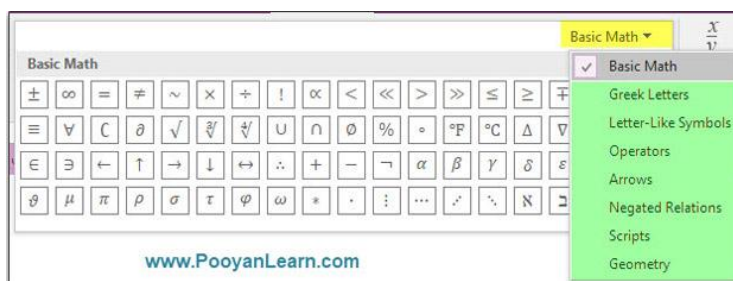 Basic Math ▾ x/y
Basic Math
± ∞ = ≠ ~ × ÷ ! ∝ < ≪ > ≫ ≤ ≥ ∓
≡ ∀ ∁ ∂ √ ∛ ∜ ∪ ∩ ∅ % ° °F °C ∆ ∇
∈ ∋ ← ↑ → ↓ ↔ ∴ + − ¬ α β γ δ ε
ϑ μ π ρ σ τ φ ω ∗ ∙ ⋮ ⋯ ⋰ ⋱ ℵ ℶ
✓ Basic Math
Greek Letters
Letter-Like Symbols
Operators
Arrows
Negated Relations
Scripts
Geometry
www.PooyanLearn.com